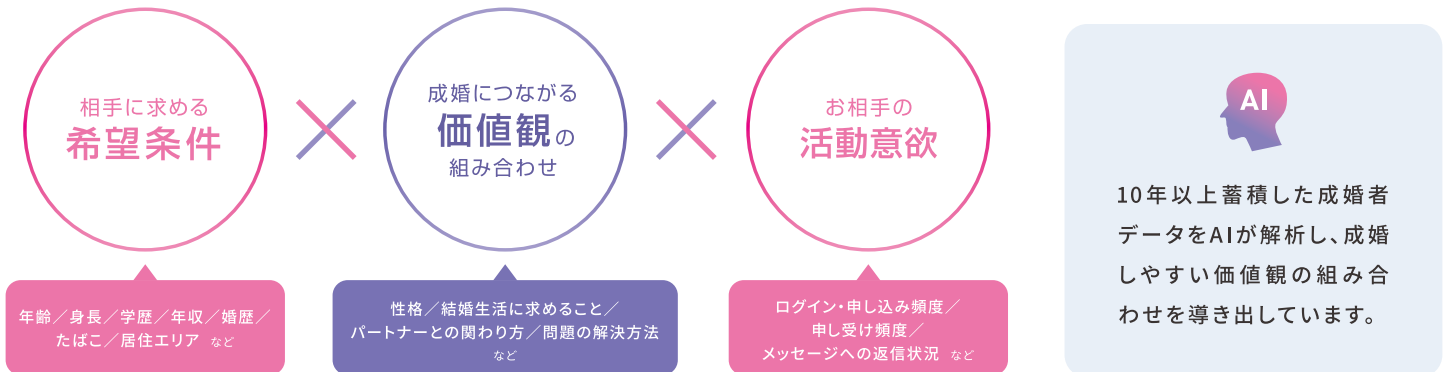 相手に求める
希望条件
成婚につながる
価値観の
組み合わせ
お相手の
活動意欲
年齢／身長／学歴／年収／婚歴／
たばこ／居住エリア など
性格／結婚生活に求めること／
パートナーとの関わり方／問題の解決方法
など
ログイン・申し込み頻度／
申し受け頻度／
メッセージへの返信状況 など
AI
10年以上蓄積した成婚者
データをAIが解析し、成婚
しやすい価値観の組み合
わせを導き出しています。